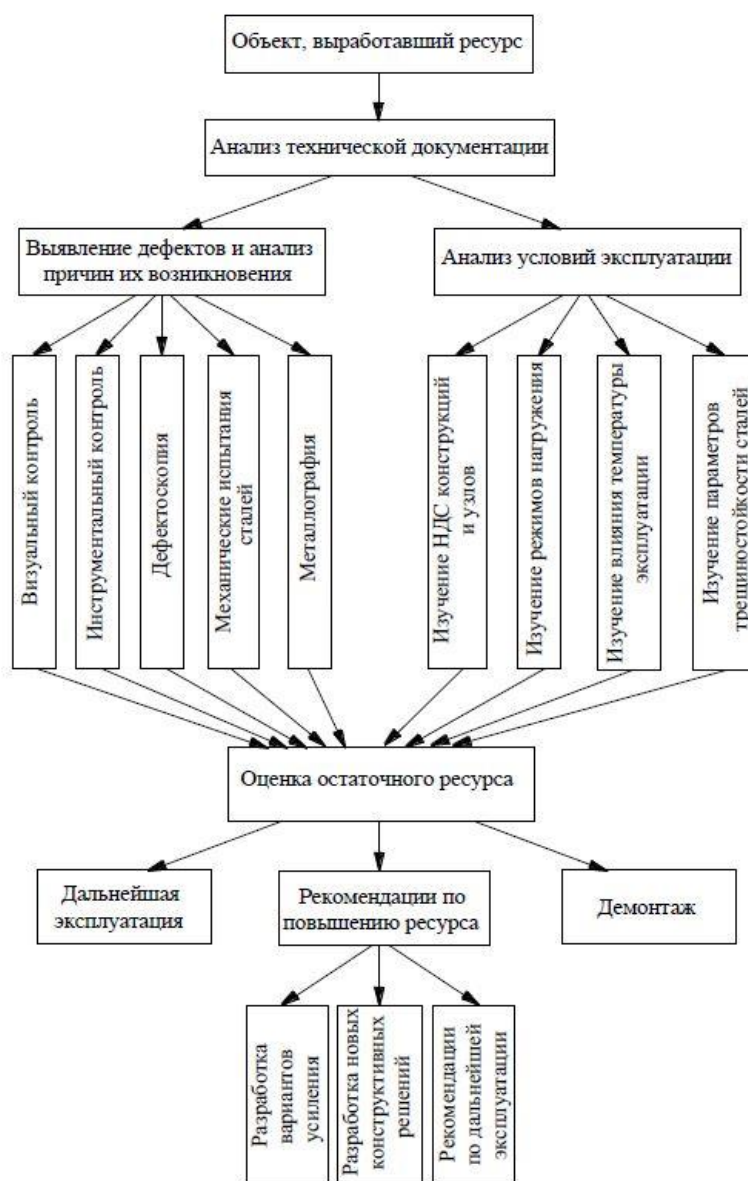 Объект, выработавший ресурс
Анализ технической документации
Выявление дефектов и анализ
причин их возникновения
Анализ условий эксплуатации
Визуальный контроль
Инструментальный контроль
Дефектоскопия
Механические испытания
сталей
Металлография
Изучение НДС конструкций
и узлов
Изучение режимов нагружения
Изучение влияния температуры
эксплуатации
Изучение параметров
трещиностойкости сталей
Оценка остаточного ресурса
Дальнейшая
эксплуатация
Рекомендации по
повышению ресурса
Демонтаж
Разработка
вариантов
усиления
Разработка новых
конструктивных
решений
Рекомендации
по дальнейшей
эксплуатации